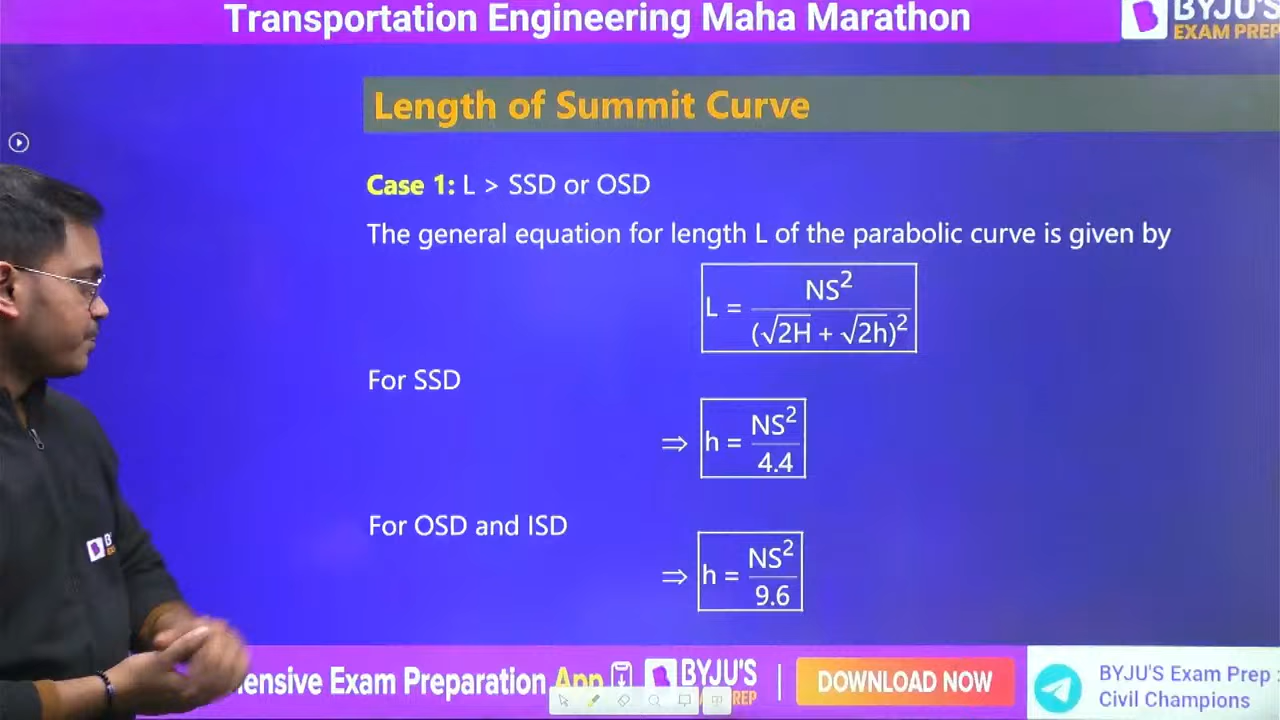 Transportation Engineering Maha Marathon
BYJU'S
EXAM PREP
Length of Summit Curve
Case 1: L > SSD or OSD
The general equation for length L of the parabolic curve is given by
L = NS² / (√2H + √2h)²
For SSD
⇒ h = NS² / 4.4
For OSD and ISD
⇒ h = NS² / 9.6
ensive Exam Preparation App
BYJU'S
DOWNLOAD NOW
BYJU'S Exam Prep :
Civil Champions